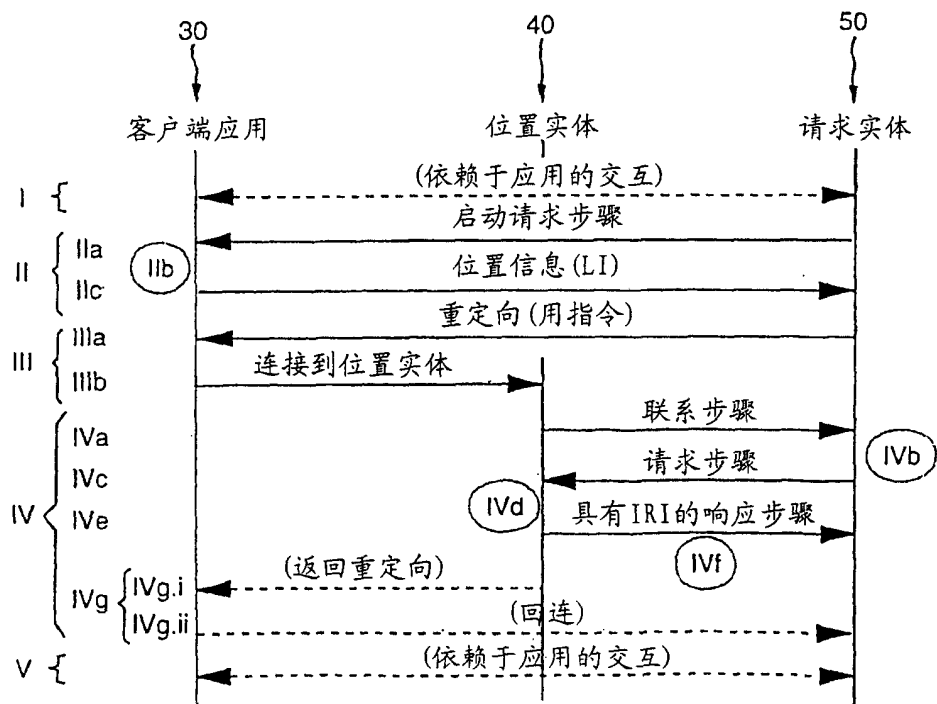 30 40 50
客户端应用 位置实体 请求实体
I (依赖于应用的交互)
启动请求步骤
II IIa IIb
位置信息(LI)
IIc
重定向(用指令)
III IIIa
连接到位置实体
IIIb
联系步骤
IVa
请求步骤 IVb
IVc
IVd 具有IRI的响应步骤
IV IVe
IVf
(返回重定向)
IVg IVg.i
(回连)
IVg.ii
V (依赖于应用的交互)